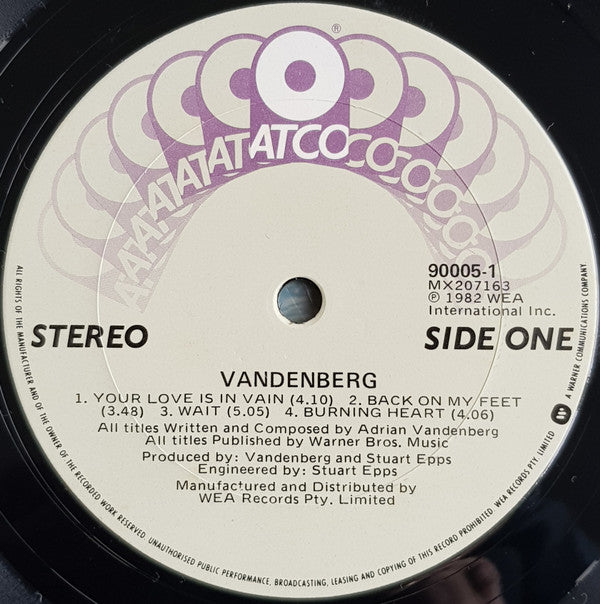 ®
ATATATATATATCOCOCOCOCOCO
90005-1
MX207163
℗ 1982 WEA
International Inc.
STEREO
SIDE ONE
VANDENBERG
1. YOUR LOVE IS IN VAIN (4.10) 2. BACK ON MY FEET
(3.48) 3. WAIT (5.05) 4. BURNING HEART (4.06)
All titles Written and Composed by Adrian Vandenberg
All titles Published by Warner Bros. Music
Produced by: Vandenberg and Stuart Epps
Engineered by: Stuart Epps
Manufactured and Distributed by
WEA Records Pty. Limited
ALL RIGHTS OF THE MANUFACTURER AND OF THE OWNER OF THE RECORDED WORK RESERVED. UNAUTHORISED PUBLIC PERFORMANCE, BROADCASTING, LEASING AND COPYING OF THIS RECORD PROHIBITED. WEA RECORDS PTY. LIMITED
A WARNER COMMUNICATIONS COMPANY.